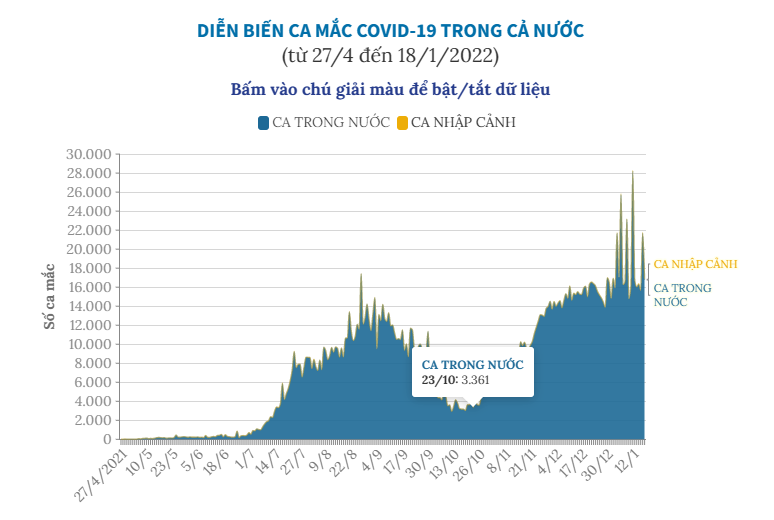 DIỄN BIẾN CA MẮC COVID-19 TRONG CẢ NƯỚC
(từ 27/4 đến 18/1/2022)
Bấm vào chú giải màu để bật/tắt dữ liệu
CA TRONG NƯỚC CA NHẬP CẢNH
30.000
28.000
26.000
24.000
22.000
20.000
18.000
16.000
14.000
12.000
10.000
8.000
6.000
4.000
2.000
0
Số ca mắc
CA NHẬP CẢNH
CA TRONG
NƯỚC
CA TRONG NƯỚC
23/10: 3.361
27/4/2021 10/5 23/5 5/6 18/6 1/7 14/7 27/7 9/8 22/8 4/9 17/9 30/9 13/10 26/10 8/11 21/11 4/12 17/12 30/12 12/1